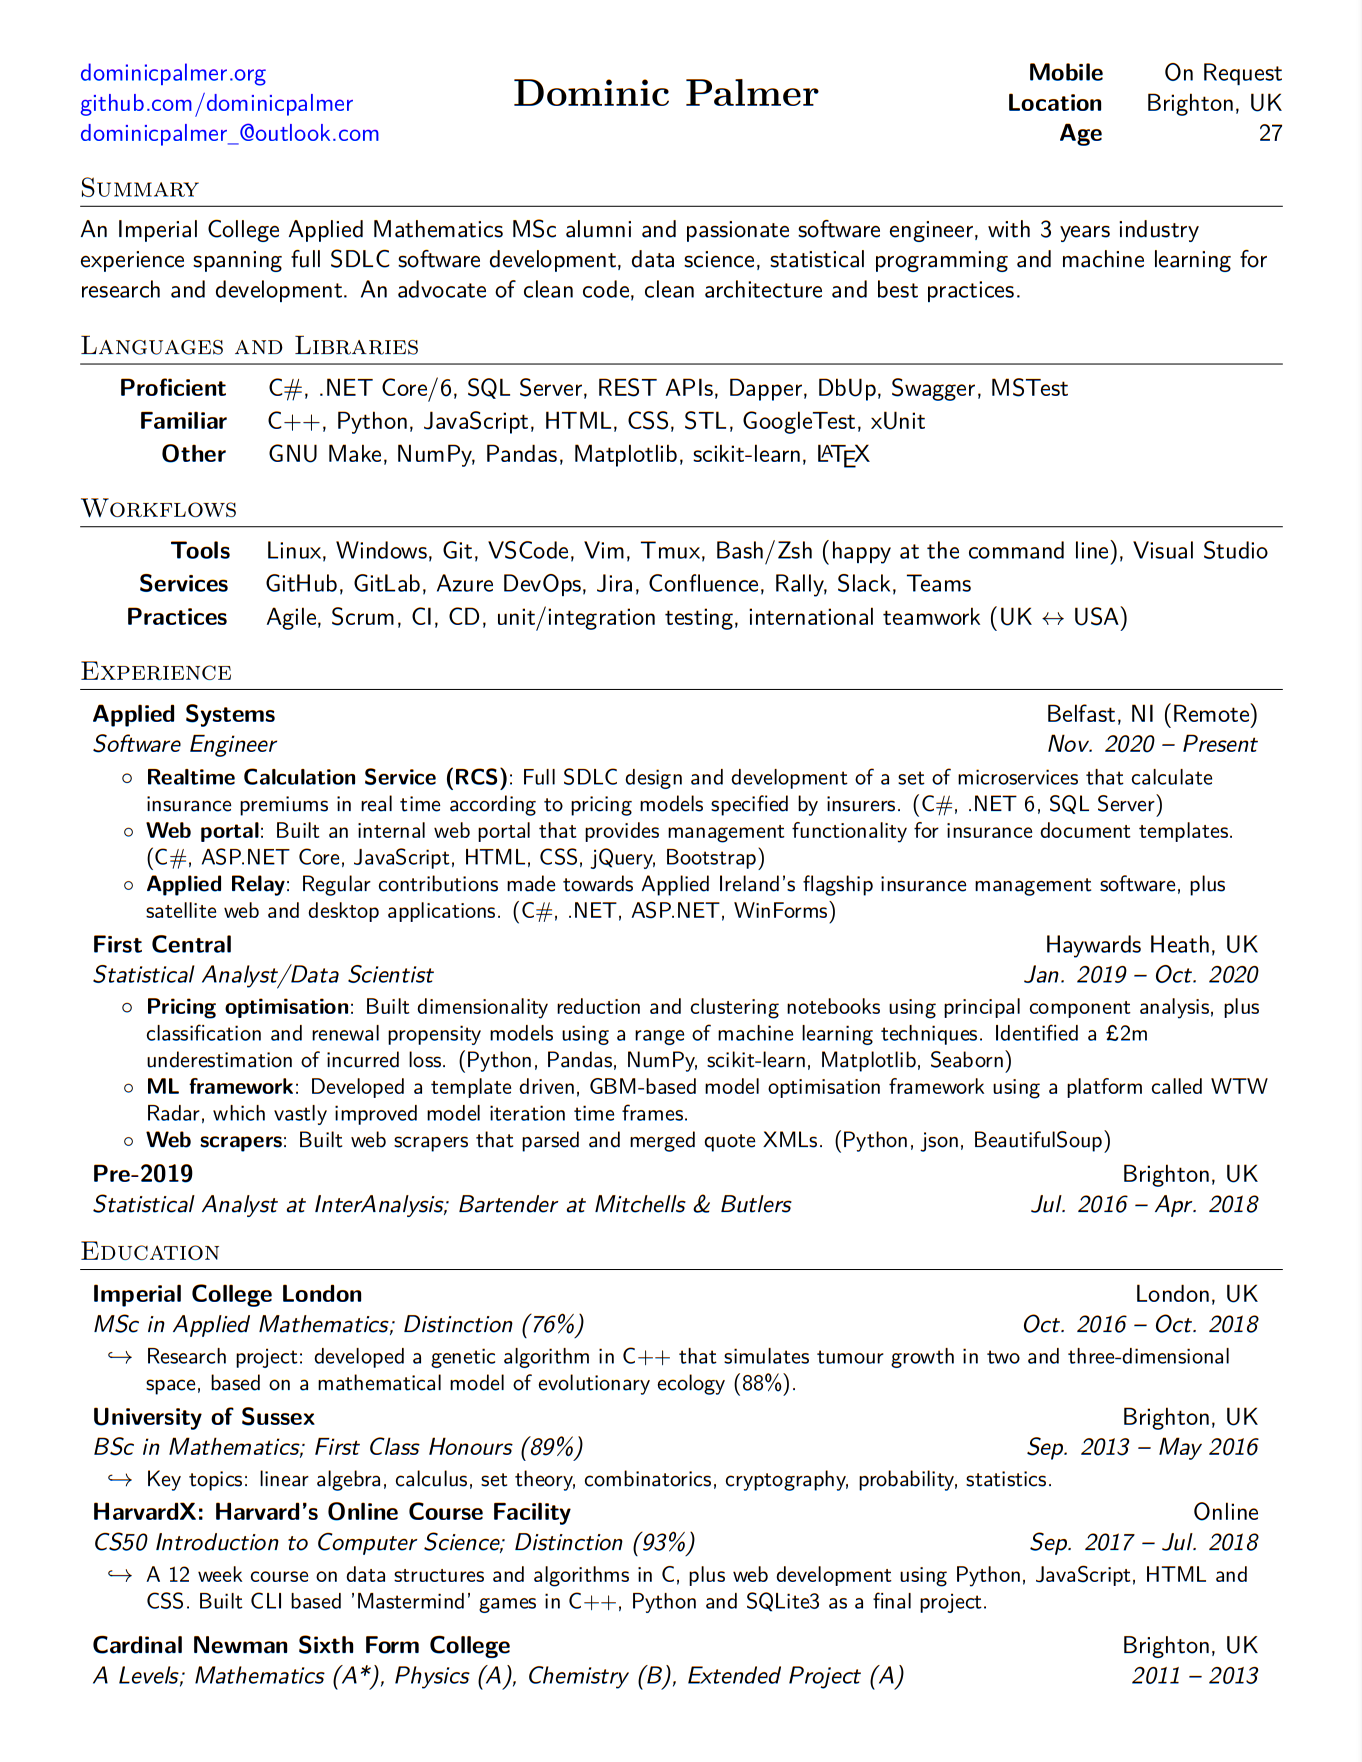 dominicpalmer.org
github.com/dominicpalmer
dominicpalmer_@outlook.com
Dominic Palmer
Mobile On Request
Location Brighton, UK
Age 27
Summary
An Imperial College Applied Mathematics MSc alumni and passionate software engineer, with 3 years industry
experience spanning full SDLC software development, data science, statistical programming and machine learning for
research and development. An advocate of clean code, clean architecture and best practices.
Languages and Libraries
Proficient C#, .NET Core/6, SQL Server, REST APIs, Dapper, DbUp, Swagger, MSTest
Familiar C++, Python, JavaScript, HTML, CSS, STL, GoogleTest, xUnit
Other GNU Make, NumPy, Pandas, Matplotlib, scikit-learn, LATEX
Workflows
Tools Linux, Windows, Git, VSCode, Vim, Tmux, Bash/Zsh (happy at the command line), Visual Studio
Services GitHub, GitLab, Azure DevOps, Jira, Confluence, Rally, Slack, Teams
Practices Agile, Scrum, CI, CD, unit/integration testing, international teamwork (UK ↔ USA)
Experience
Applied Systems Belfast, NI (Remote)
Software Engineer Nov. 2020 – Present
◦ Realtime Calculation Service (RCS): Full SDLC design and development of a set of microservices that calculate
insurance premiums in real time according to pricing models specified by insurers. (C#, .NET 6, SQL Server)
◦ Web portal: Built an internal web portal that provides management functionality for insurance document templates.
(C#, ASP.NET Core, JavaScript, HTML, CSS, jQuery, Bootstrap)
◦ Applied Relay: Regular contributions made towards Applied Ireland's flagship insurance management software, plus
satellite web and desktop applications. (C#, .NET, ASP.NET, WinForms)
First Central Haywards Heath, UK
Statistical Analyst/Data Scientist Jan. 2019 – Oct. 2020
◦ Pricing optimisation: Built dimensionality reduction and clustering notebooks using principal component analysis, plus
classification and renewal propensity models using a range of machine learning techniques. Identified a £2m
underestimation of incurred loss. (Python, Pandas, NumPy, scikit-learn, Matplotlib, Seaborn)
◦ ML framework: Developed a template driven, GBM-based model optimisation framework using a platform called WTW
Radar, which vastly improved model iteration time frames.
◦ Web scrapers: Built web scrapers that parsed and merged quote XMLs. (Python, json, BeautifulSoup)
Pre-2019 Brighton, UK
Statistical Analyst at InterAnalysis; Bartender at Mitchells & Butlers Jul. 2016 – Apr. 2018
Education
Imperial College London London, UK
MSc in Applied Mathematics; Distinction (76%) Oct. 2016 – Oct. 2018
↪ Research project: developed a genetic algorithm in C++ that simulates tumour growth in two and three-dimensional
space, based on a mathematical model of evolutionary ecology (88%).
University of Sussex Brighton, UK
BSc in Mathematics; First Class Honours (89%) Sep. 2013 – May 2016
↪ Key topics: linear algebra, calculus, set theory, combinatorics, cryptography, probability, statistics.
HarvardX: Harvard's Online Course Facility Online
CS50 Introduction to Computer Science; Distinction (93%) Sep. 2017 – Jul. 2018
↪ A 12 week course on data structures and algorithms in C, plus web development using Python, JavaScript, HTML and
CSS. Built CLI based 'Mastermind' games in C++, Python and SQLite3 as a final project.
Cardinal Newman Sixth Form College Brighton, UK
A Levels; Mathematics (A*), Physics (A), Chemistry (B), Extended Project (A) 2011 – 2013